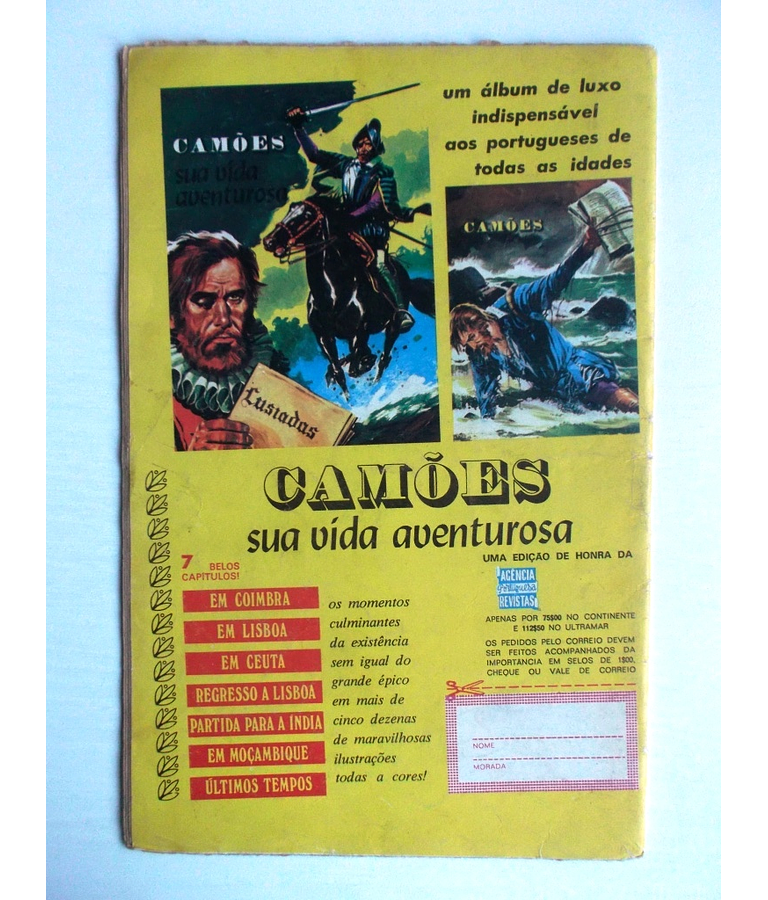 um álbum de luxo
indispensável
aos portugueses de
todas as idades
CAMÕES
sua vida
aventurosa
Lusiadas
CAMÕES
CAMÕES
sua vida aventurosa
7 BELOS
CAPÍTULOS!
EM COIMBRA
EM LISBOA
EM CEUTA
REGRESSO A LISBOA
PARTIDA PARA A ÍNDIA
EM MOÇAMBIQUE
ÚLTIMOS TEMPOS
os momentos
culminantes
da existência
sem igual do
grande épico
em mais de
cinco dezenas
de maravilhosas
ilustrações
todas a cores!
UMA EDIÇÃO DE HONRA DA
AGÊNCIA
Portuguesa
REVISTAS
APENAS POR 75$00 NO CONTINENTE
E 112$50 NO ULTRAMAR
OS PEDIDOS PELO CORREIO DEVEM
SER FEITOS ACOMPANHADOS DA
IMPORTÂNCIA EM SELOS DE 1$00,
CHEQUE OU VALE DE CORREIO
NOME
MORADA